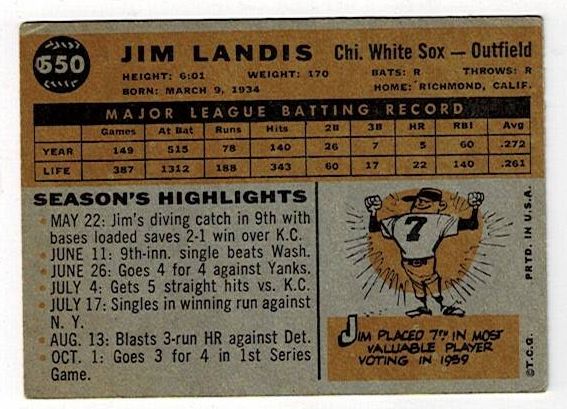 550
JIM LANDIS
Chi. White Sox — Outfield
HEIGHT: 6:01 WEIGHT: 170 BATS: R THROWS: R
BORN: MARCH 9, 1934 HOME: RICHMOND, CALIF.
MAJOR LEAGUE BATTING RECORD
Games At Bat Runs Hits 2B 3B HR RBI Avg
YEAR 149 515 78 140 26 7 5 60 .272
LIFE 387 1312 188 343 60 17 22 140 .261
SEASON'S HIGHLIGHTS
• MAY 22: Jim's diving catch in 9th with
bases loaded saves 2-1 win over K.C.
• JUNE 11: 9th-inn. single beats Wash.
• JUNE 26: Goes 4 for 4 against Yanks.
• JULY 4: Gets 5 straight hits vs. K.C.
• JULY 17: Singles in winning run against
N. Y.
• AUG. 13: Blasts 3-run HR against Det.
• OCT. 1: Goes 3 for 4 in 1st Series
Game.
7
JIM PLACED 7TH IN MOST
VALUABLE PLAYER
VOTING IN 1959
©T.C.G. PRTD. IN U.S.A.